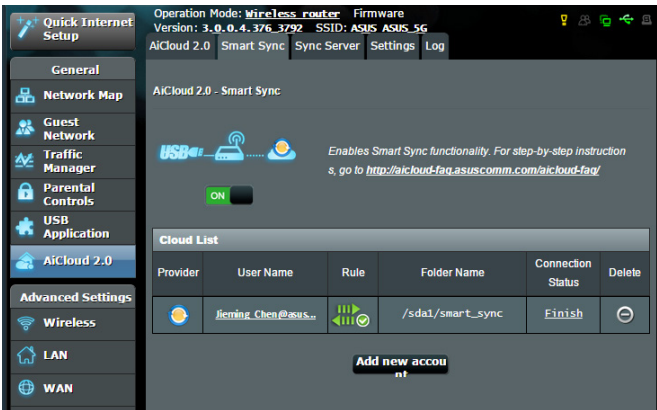 Quick Internet
Setup
Operation Mode: Wireless router Firmware
Version: 3.0.0.4.376_3792 SSID: ASUS ASUS_5G
AiCloud 2.0 Smart Sync Sync Server Settings Log
General
Network Map
Guest
Network
Traffic
Manager
Parental
Controls
USB
Application
AiCloud 2.0
Advanced Settings
Wireless
LAN
WAN
AiCloud 2.0 - Smart Sync
USB
Enables Smart Sync functionality. For step-by-step instruction
s, go to http://aicloud-faq.asuscomm.com/aicloud-faq/
ON
Cloud List
Provider User Name Rule Folder Name Connection Status Delete
Jieming_Chen@asus... /sda1/smart_sync Finish
Add new accou
nt